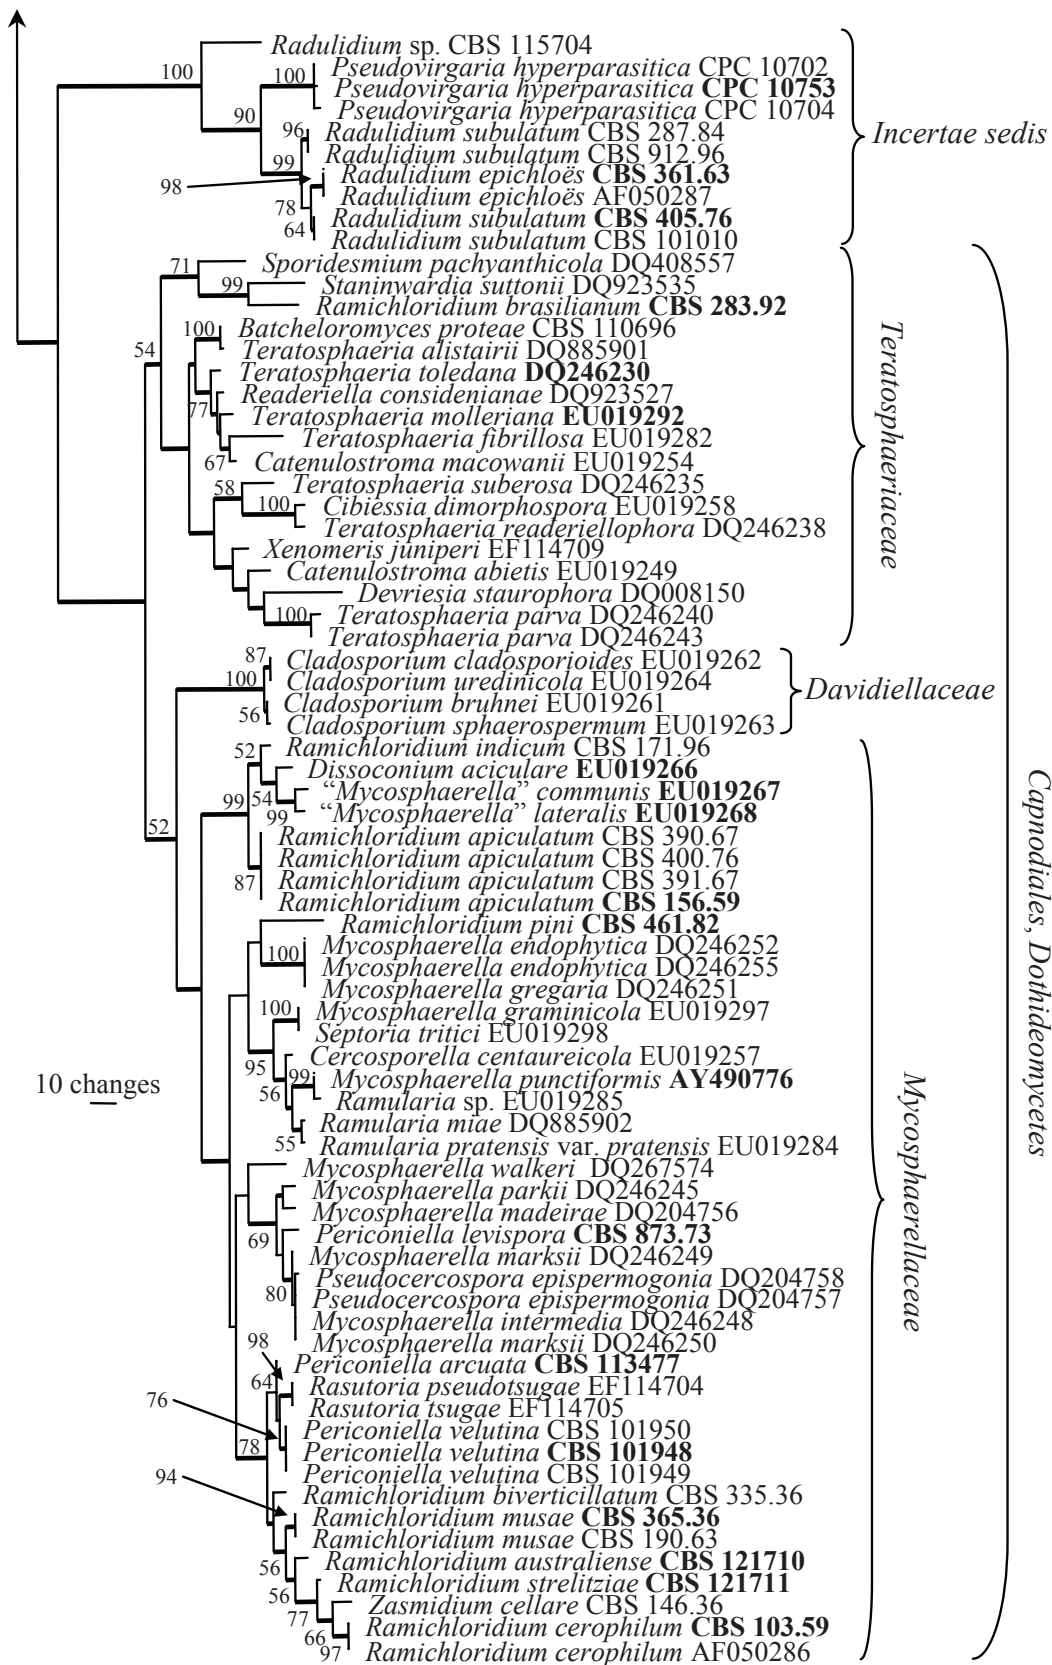 Radulidium sp. CBS 115704
Pseudovirgaria hyperparasitica CPC 10702
100
100
Pseudovirgaria hyperparasitica CPC 10753
Pseudovirgaria hyperparasitica CPC 10704
90
96
Radulidium subulatum CBS 287.84
Incertae sedis
Radulidium subulatum CBS 912.96
99
Radulidium epichloës CBS 361.63
98
Radulidium epichloës AF050287
78
Radulidium subulatum CBS 405.76
64
Radulidium subulatum CBS 101010
71
Sporidesmium pachyanthicola DQ408557
99
Staninwardia suttonii DQ923535
Ramichloridium brasilianum CBS 283.92
100
Batcheloromyces proteae CBS 110696
54
Teratosphaeria alistairii DQ885901
Teratosphaeria toledana DQ246230
Readeriella considenianae DQ923527
77
Teratosphaeria molleriana EU019292
Teratosphaeria fibrillosa EU019282
67
Catenulostroma macowanii EU019254
Teratosphaeriaceae
58
Teratosphaeria suberosa DQ246235
100
Cibiessia dimorphospora EU019258
Teratosphaeria readeriellophora DQ246238
Xenomeris juniperi EF114709
Catenulostroma abietis EU019249
Devriesia staurophora DQ008150
100
Teratosphaeria parva DQ246240
Teratosphaeria parva DQ246243
87
Cladosporium cladosporioides EU019262
100
Cladosporium uredinicola EU019264
Davidiellaceae
Cladosporium bruhnei EU019261
56
Cladosporium sphaerospermum EU019263
52
Ramichloridium indicum CBS 171.96
Dissoconium aciculare EU019266
54
“Mycosphaerella” communis EU019267
99
99
“Mycosphaerella” lateralis EU019268
52
Ramichloridium apiculatum CBS 390.67
Ramichloridium apiculatum CBS 400.76
87
Ramichloridium apiculatum CBS 391.67
Ramichloridium apiculatum CBS 156.59
Capnodiales, Dothideomycetes
Ramichloridium pini CBS 461.82
100
Mycosphaerella endophytica DQ246252
Mycosphaerella endophytica DQ246255
Mycosphaerella gregaria DQ246251
100
Mycosphaerella graminicola EU019297
Septoria tritici EU019298
95
Cercosporella centaureicola EU019257
10 changes
99
Mycosphaerella punctiformis AY490776
56
Ramularia sp. EU019285
Ramularia miae DQ885902
55
Ramularia pratensis var. pratensis EU019284
Mycosphaerella walkeri DQ267574
Mycosphaerella parkii DQ246245
Mycosphaerella madeirae DQ204756
69
Periconiella levispora CBS 873.73
Mycosphaerellaceae
Mycosphaerella marksii DQ246249
80
Pseudocercospora epispermogonia DQ204758
Pseudocercospora epispermogonia DQ204757
Mycosphaerella intermedia DQ246248
Mycosphaerella marksii DQ246250
98
Periconiella arcuata CBS 113477
64
Rasutoria pseudotsugae EF114704
76
Rasutoria tsugae EF114705
Periconiella velutina CBS 101950
78
Periconiella velutina CBS 101948
94
Periconiella velutina CBS 101949
Ramichloridium biverticillatum CBS 335.36
Ramichloridium musae CBS 365.36
Ramichloridium musae CBS 190.63
56
Ramichloridium australiense CBS 121710
56
Ramichloridium strelitziae CBS 121711
77
Zasmidium cellare CBS 146.36
66
Ramichloridium cerophilum CBS 103.59
97
Ramichloridium cerophilum AF050286